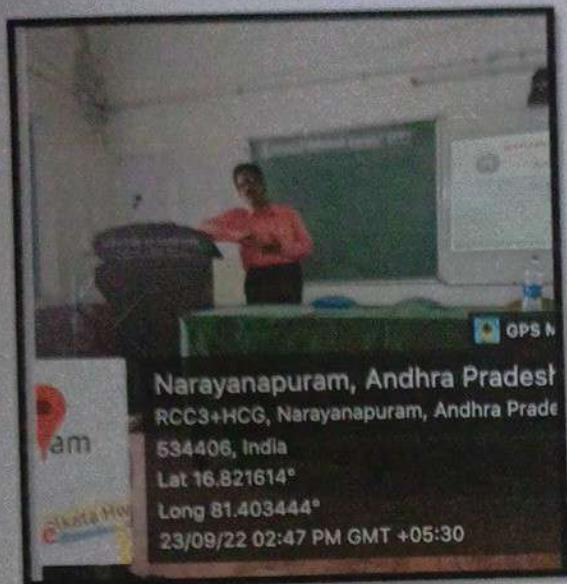 GPS M
Narayanapuram, Andhra Pradesh
RCC3+HCG, Narayanapuram, Andhra Prade
534406, India
Lat 16.821614°
Long 81.403444°
23/09/22 02:47 PM GMT +05:30
am